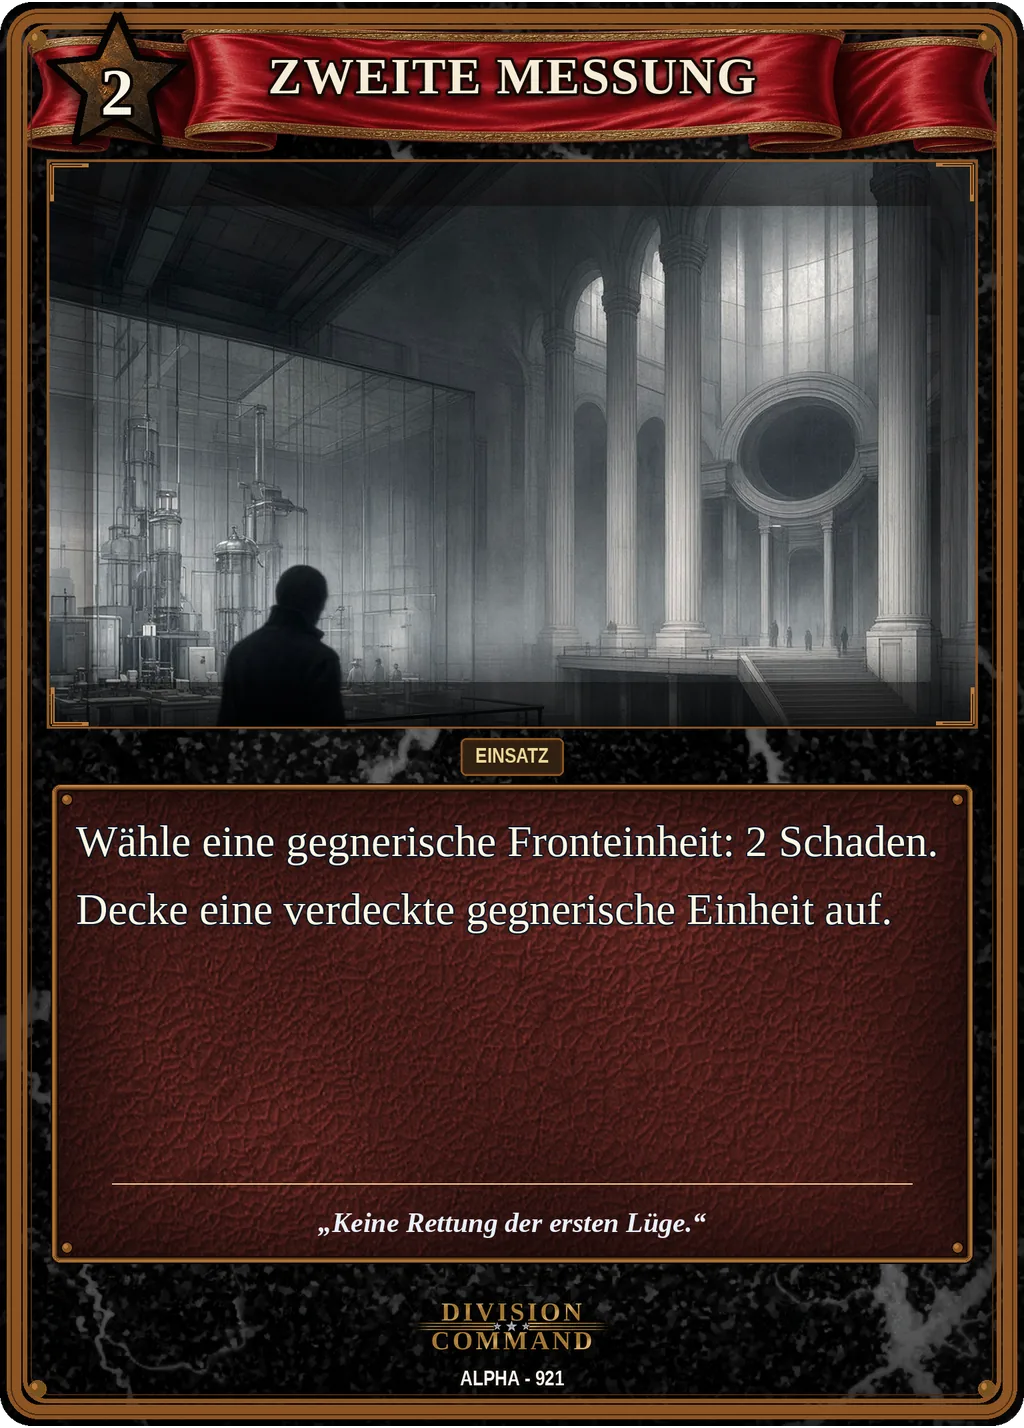 2
ZWEITE MESSUNG
EINSATZ
Wähle eine gegnerische Fronteinheit: 2 Schaden.
Decke eine verdeckte gegnerische Einheit auf.
„Keine Rettung der ersten Lüge.“
DIVISION
COMMAND
ALPHA - 921